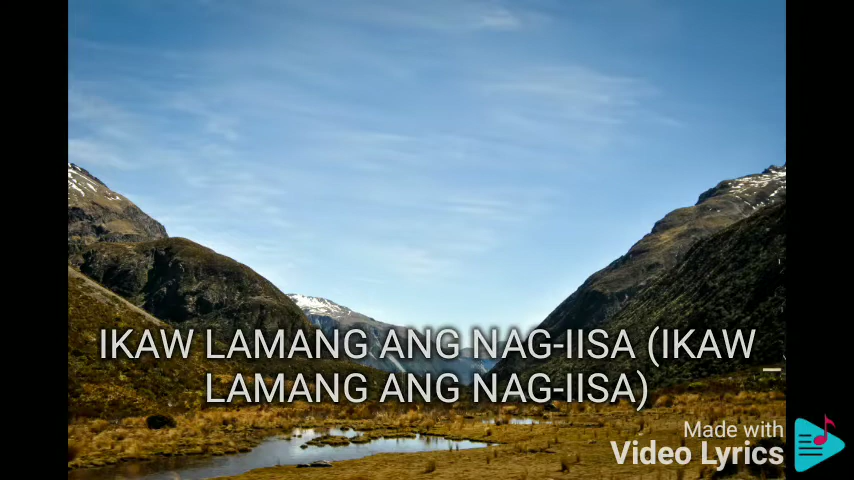 IKAW LAMANG ANG NAG-IISA (IKAW
LAMANG ANG NAG-IISA)
Made with
Video Lyrics